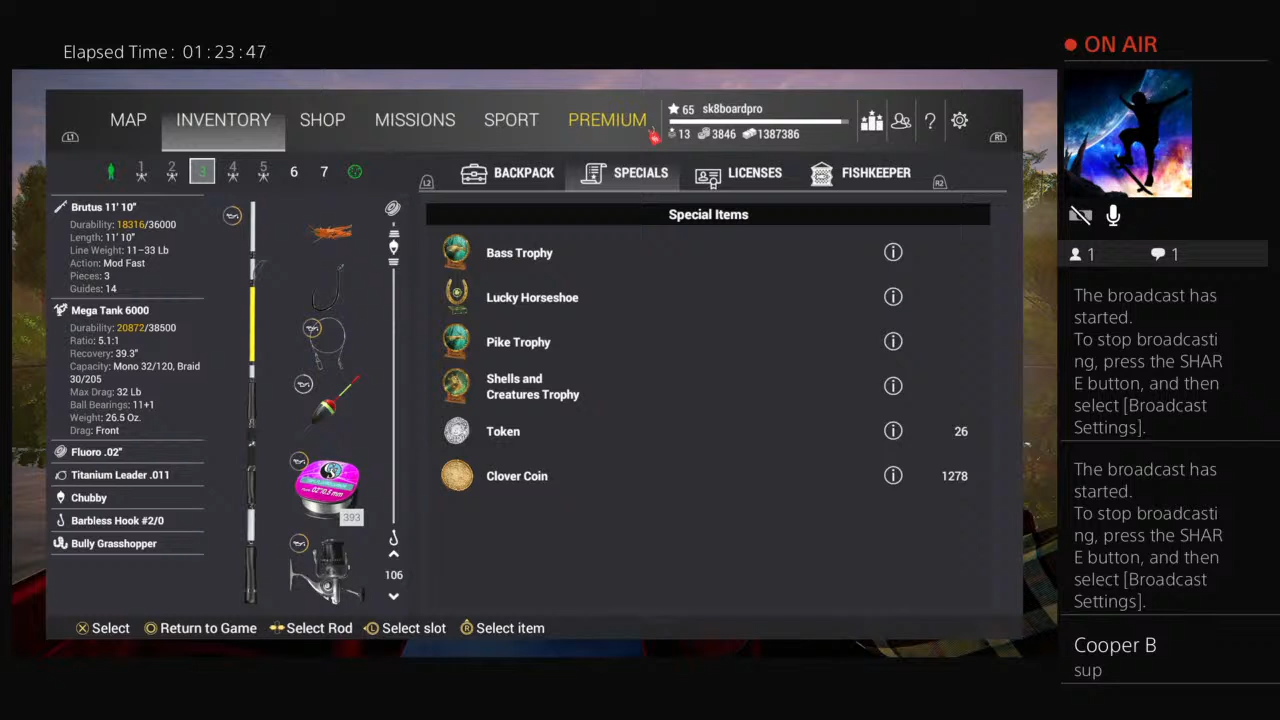 Elapsed Time: 01:23:47
ON AIR
MAP
INVENTORY
SHOP
MISSIONS
SPORT
PREMIUM
65 sk8boardpro
13 3846 1387386
?
L1
R1
1
2
3
4
5
6
7
L2
BACKPACK
SPECIALS
LICENSES
FISHKEEPER
R2
Brutus 11' 10"
Durability: 18316/36000
Length: 11' 10"
Line Weight: 11–33 Lb
Action: Mod Fast
Pieces: 3
Guides: 14
Mega Tank 6000
Durability: 20872/38500
Ratio: 5.1:1
Recovery: 39.3"
Capacity: Mono 32/120, Braid
30/205
Max Drag: 32 Lb
Ball Bearings: 11+1
Weight: 26.5 Oz.
Drag: Front
Fluoro .02"
Titanium Leader .011
Chubby
Barbless Hook #2/0
Bully Grasshopper
393
106
Special Items
Bass Trophy
Lucky Horseshoe
Pike Trophy
Shells and
Creatures Trophy
Token 26
Clover Coin 1278
Select
Return to Game
Select Rod
Select slot
Select item
1
1
The broadcast has
started.
To stop broadcasti
ng, press the SHAR
E button, and then
select [Broadcast
Settings].
The broadcast has
started.
To stop broadcasti
ng, press the SHAR
E button, and then
select [Broadcast
Settings].
Cooper B
sup